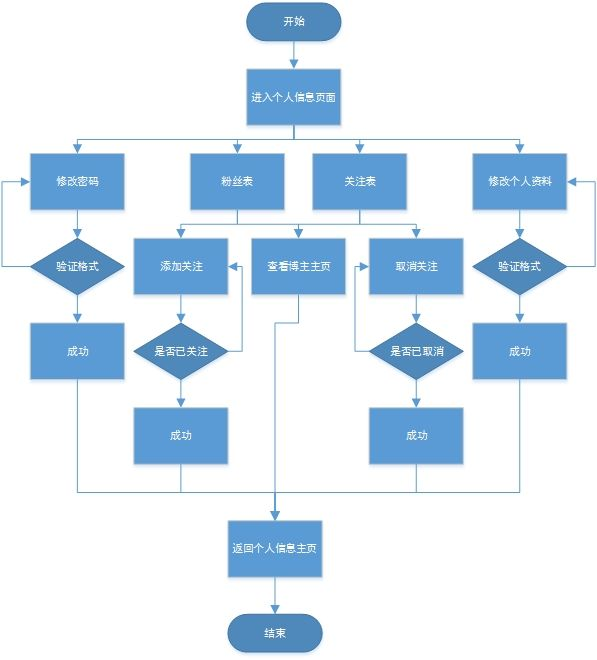 开始
进入个人信息页面
修改密码
粉丝表
关注表
修改个人资料
验证格式
添加关注
查看博主主页
取消关注
验证格式
成功
是否已关注
是否已取消
成功
成功
成功
返回个人信息主页
结束